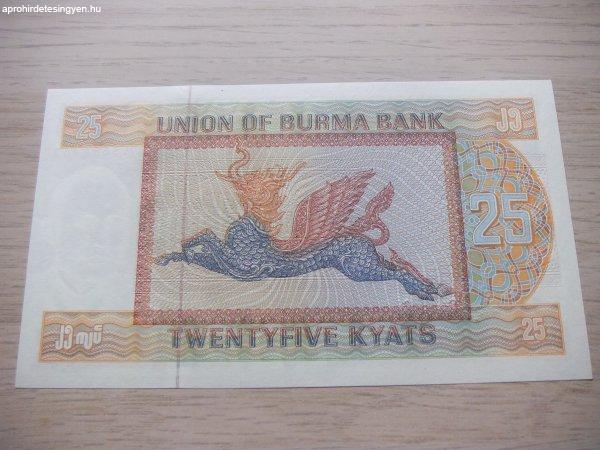 aprohirdetesingyen.hu
25 UNION OF BURMA BANK ၂၅
25
၂၅ ကျပ် TWENTYFIVE KYATS 25